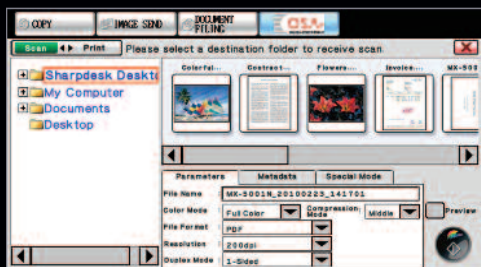 COPY
IMAGE SEND
DOCUMENT
FILING
OSA
Scan Print Please select a destination folder to receive scan.
Sharpdesk Deskto
My Computer
Documents
Desktop
Colorful...
Contract...
Flowers...
Invoice...
MX-500
Parameters
Metadata
Special Mode
File Name : MX-5001N_20100223_141701
Color Mode : Full Color
Compression Mode
Middle
Preview
File Format : PDF
Resolution : 200dpi
Duplex Mode : 1-Sided